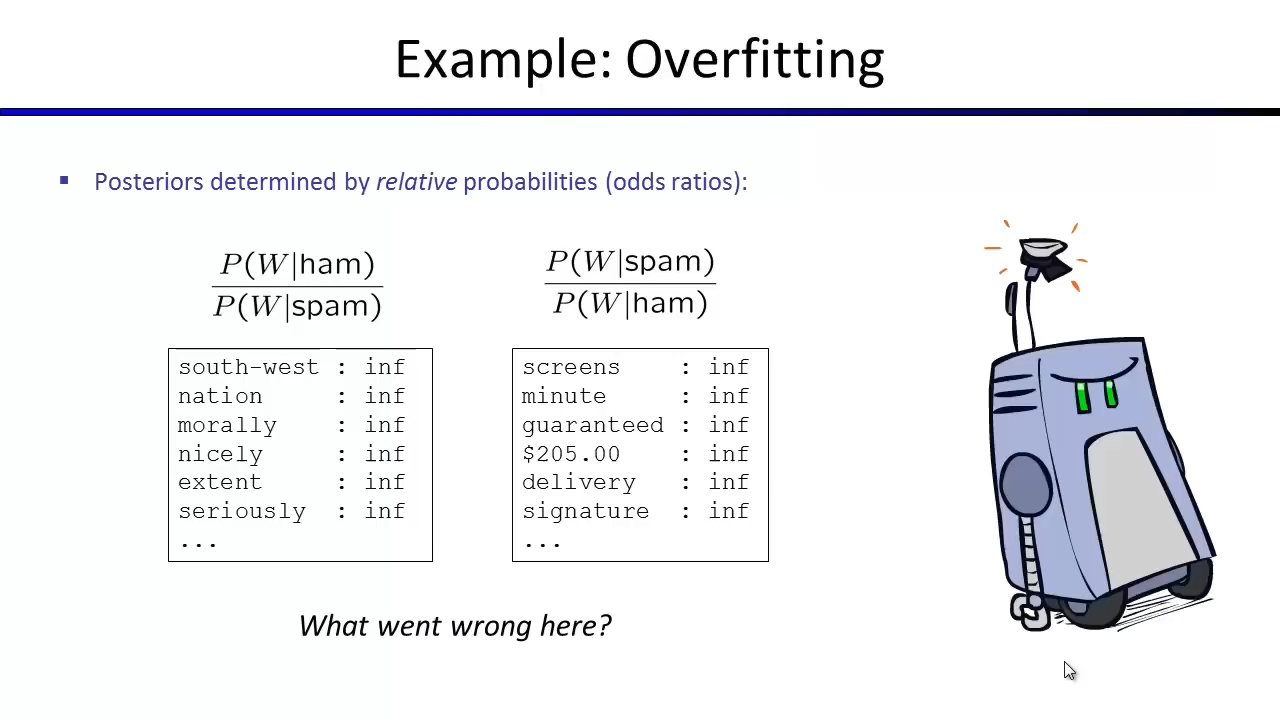 Example: Overfitting
▪ Posteriors determined by relative probabilities (odds ratios):
P(W|ham)
P(W|spam)
P(W|spam)
P(W|ham)
south-west : inf
nation : inf
morally : inf
nicely : inf
extent : inf
seriously : inf
...
screens : inf
minute : inf
guaranteed : inf
$205.00 : inf
delivery : inf
signature : inf
...
What went wrong here?